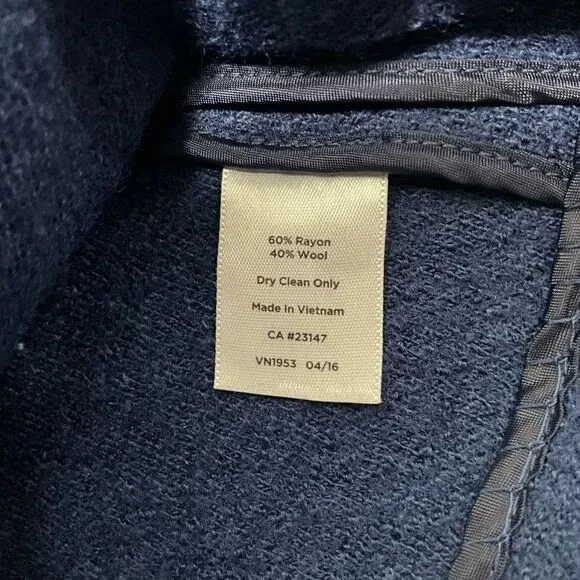 60% Rayon
40% Wool
Dry Clean Only
Made in Vietnam
CA #23147
VN1953 04/16